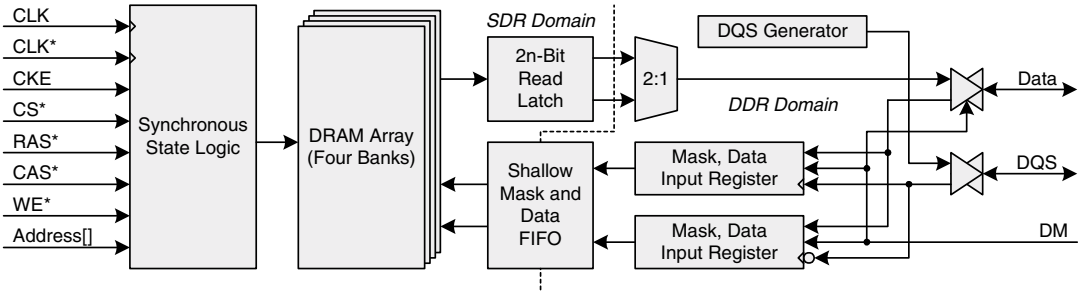 CLK
CLK*
CKE
CS*
RAS*
CAS*
WE*
Address[]
Synchronous
State Logic
DRAM Array
(Four Banks)
SDR Domain
2n-Bit
Read
Latch
2:1
DQS Generator
DDR Domain
Data
Shallow
Mask and
Data
FIFO
Mask, Data
Input Register
DQS
Mask, Data
Input Register
DM